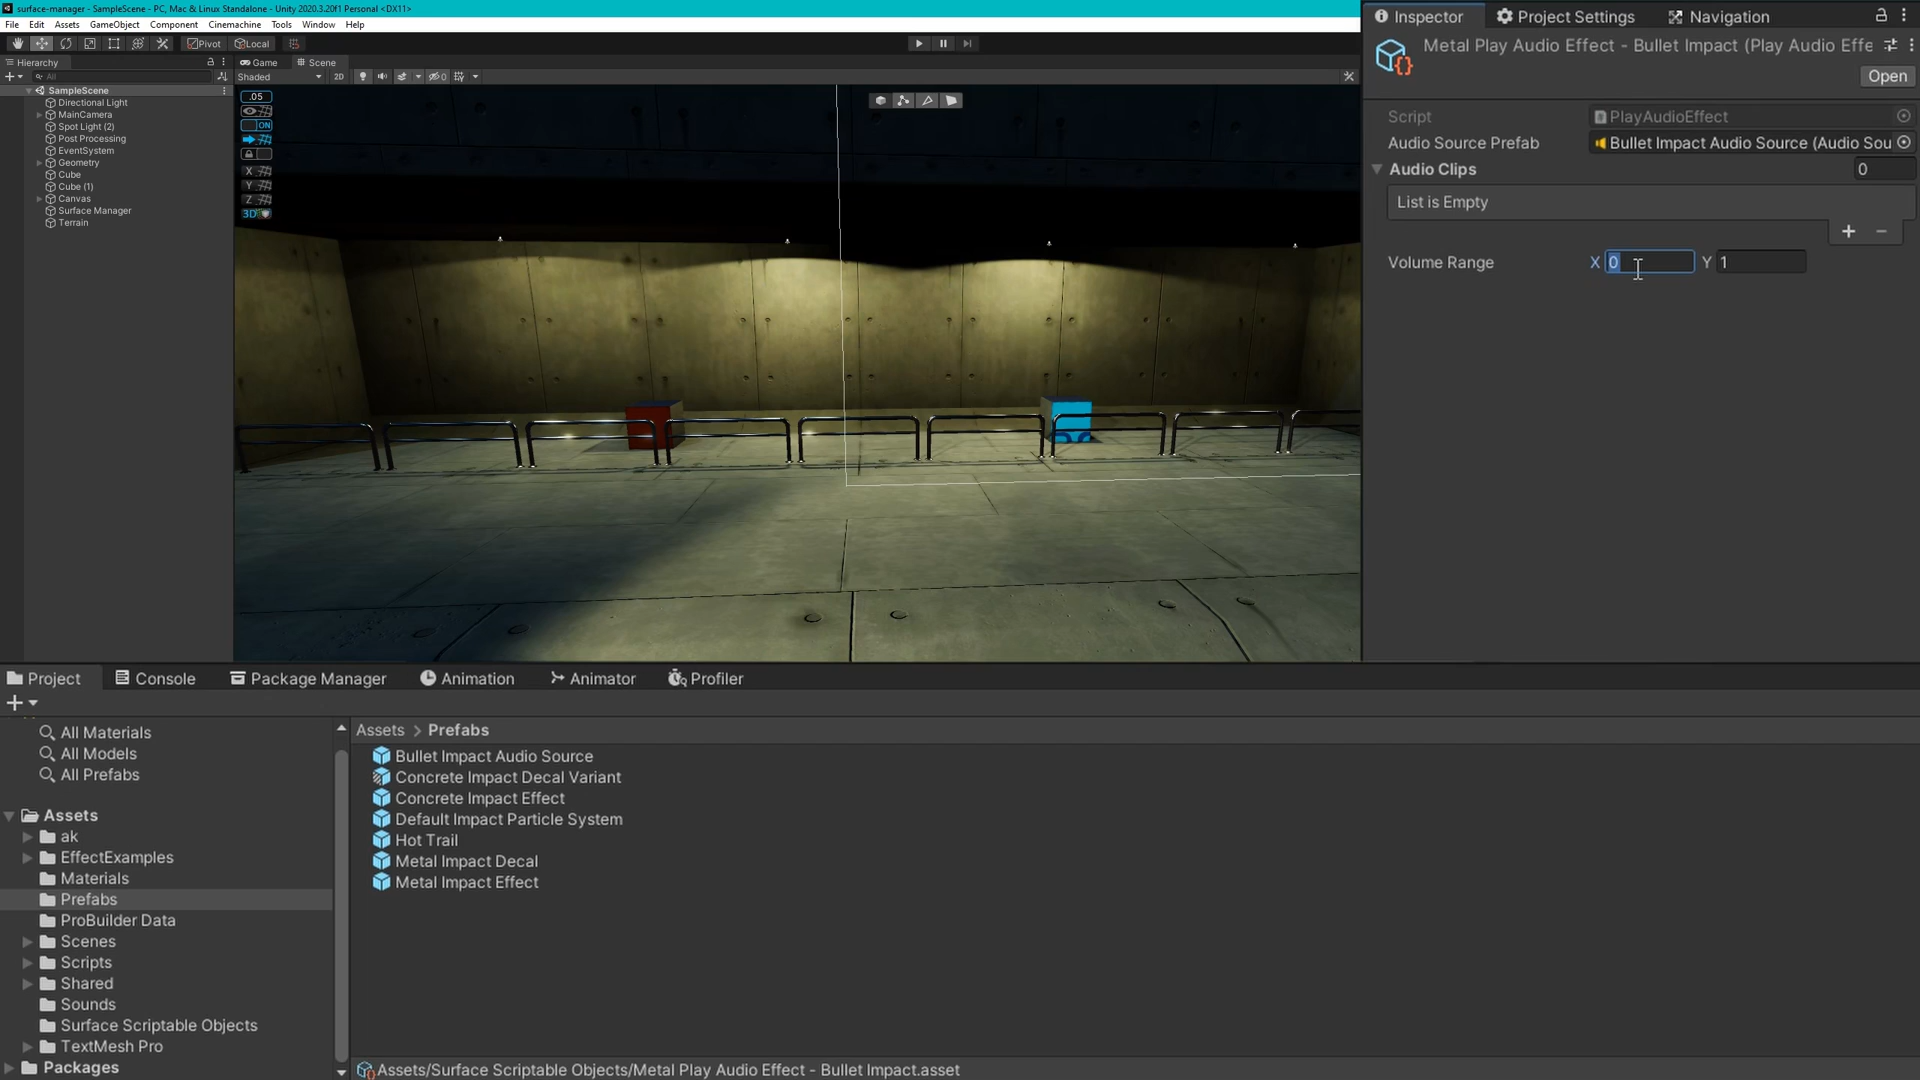 surface-manager - SampleScene - PC, Mac & Linux Standalone - Unity 2020.3.20f1 Personal <DX11>
File Edit Assets GameObject Component Cinemachine Tools Window Help
Pivot Local
Hierarchy
All
SampleScene
Directional Light
MainCamera
Spot Light (2)
Post Processing
EventSystem
Geometry
Cube
Cube (1)
Canvas
Surface Manager
Terrain
Game Scene
Shaded 2D 0
.05
ON
X
Y
Z
3D
Inspector Project Settings Navigation
Metal Play Audio Effect - Bullet Impact (Play Audio Effe
Open
Script PlayAudioEffect
Audio Source Prefab Bullet Impact Audio Source (Audio Sou
Audio Clips 0
List is Empty
Volume Range X 0 Y 1
Project Console Package Manager Animation Animator Profiler
All Materials
All Models
All Prefabs
Assets
ak
EffectExamples
Materials
Prefabs
ProBuilder Data
Scenes
Scripts
Shared
Sounds
Surface Scriptable Objects
TextMesh Pro
Packages
Assets > Prefabs
Bullet Impact Audio Source
Concrete Impact Decal Variant
Concrete Impact Effect
Default Impact Particle System
Hot Trail
Metal Impact Decal
Metal Impact Effect
Assets/Surface Scriptable Objects/Metal Play Audio Effect - Bullet Impact.asset